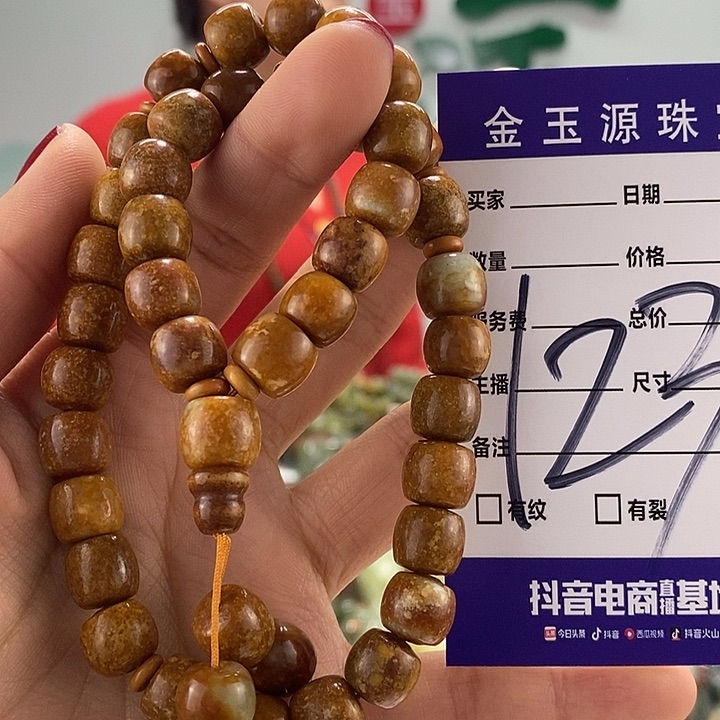 金玉源珠
买家 日期
数量 价格
服务费 总价
主播 尺寸
备注
有纹 有裂
抖音电商直播基地
今日头条 抖音 西瓜视频 抖音火山